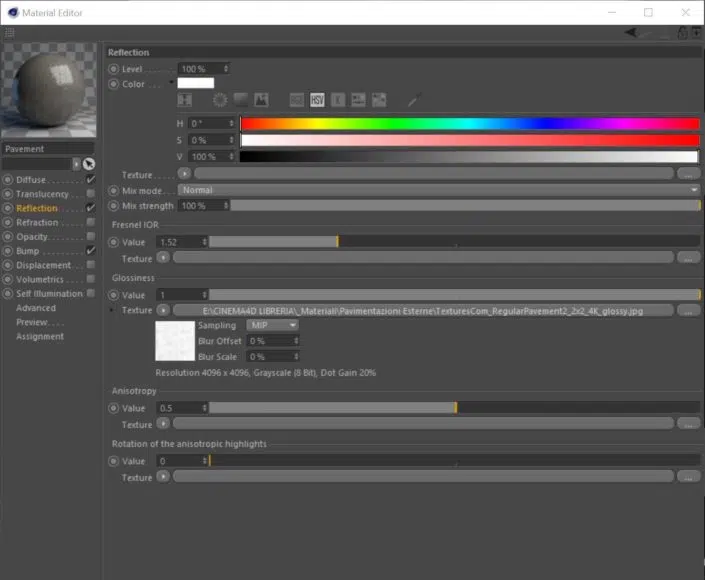 Material Editor
Reflection
Level . . . . . . 100 %
Color . . . .
HSV
K
H 0 °
S 0 %
V 100 %
Texture . . . . .
...
Mix mode. . . Normal
Mix strength 100 %
Fresnel IOR
Value 1.52
Texture
...
Glossiness
Value 1
Texture E:\CINEMA4D LIBRERIA\_Materiali\Pavimentazioni Esterne\TexturesCom_RegularPavement2_2x2_4K_glossy.jpg
...
Sampling MIP
Blur Offset 0 %
Blur Scale 0 %
Resolution 4096 x 4096, Grayscale (8 Bit), Dot Gain 20%
Anisotropy
Value 0.5
Texture
...
Rotation of the anisotropic highlights
Value 0
Texture
...
Pavement
Diffuse . . . . . . . .
Translucency . . .
Reflection . . . . .
Refraction . . . .
Opacity. . . . . . .
Bump . . . . . . . .
Displacement . . .
Volumetrics . . . .
Self Illumination
Advanced
Preview. . . .
Assignment